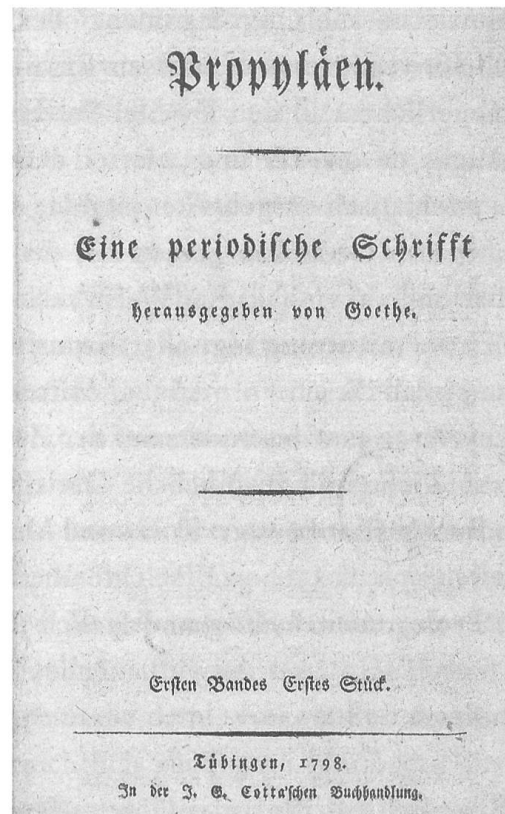 Propyläen.
Eine periodische Schrifft
herausgegeben von Goethe.
Ersten Bandes Erstes Stück.
Tübingen, 1798.
In der J. G. Cotta'schen Buchhandlung.